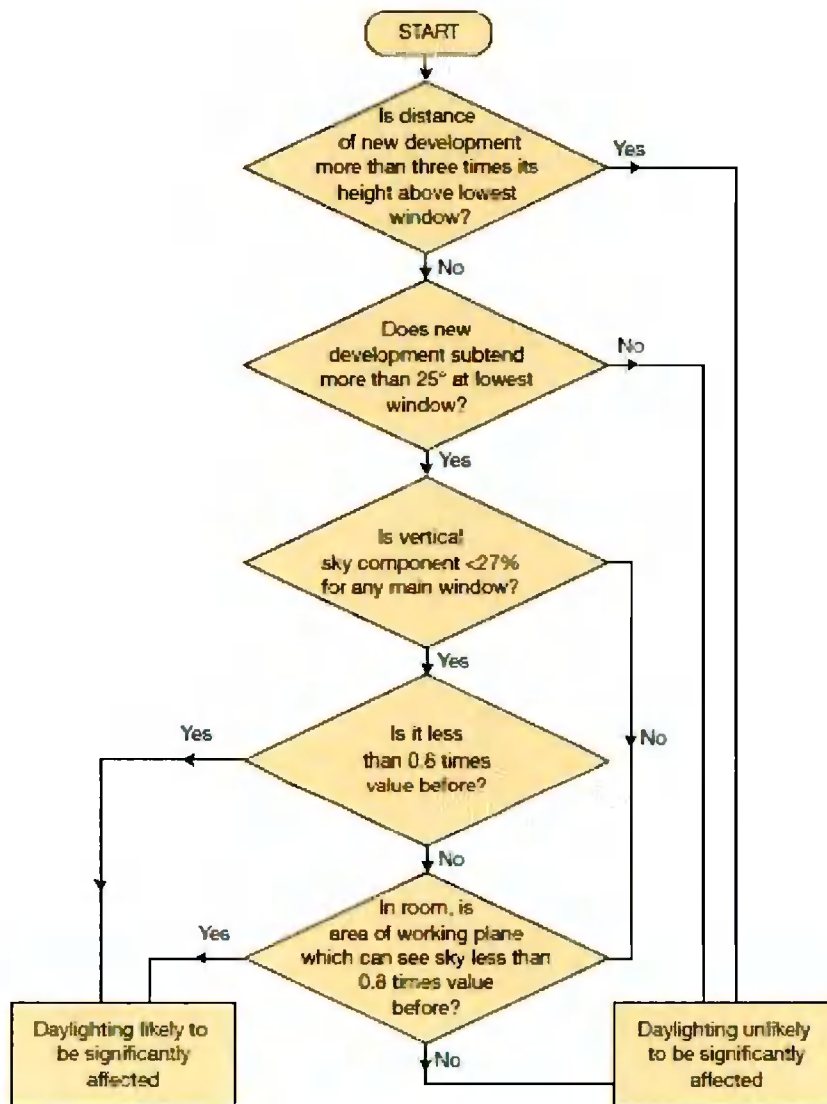 START
Is distance
of new development
more than three times its
height above lowest
window?
Yes
No
Does new
development subtend
more than 25° at lowest
window?
No
Yes
Is vertical
sky component <27%
for any main window?
Yes
No
Is it less
than 0.8 times
value before?
Yes
No
In room, is
area of working plane
which can see sky less than
0.8 times value
before?
Yes
No
Daylighting likely to
be significantly
affected
Daylighting unlikely
to be significantly
affected